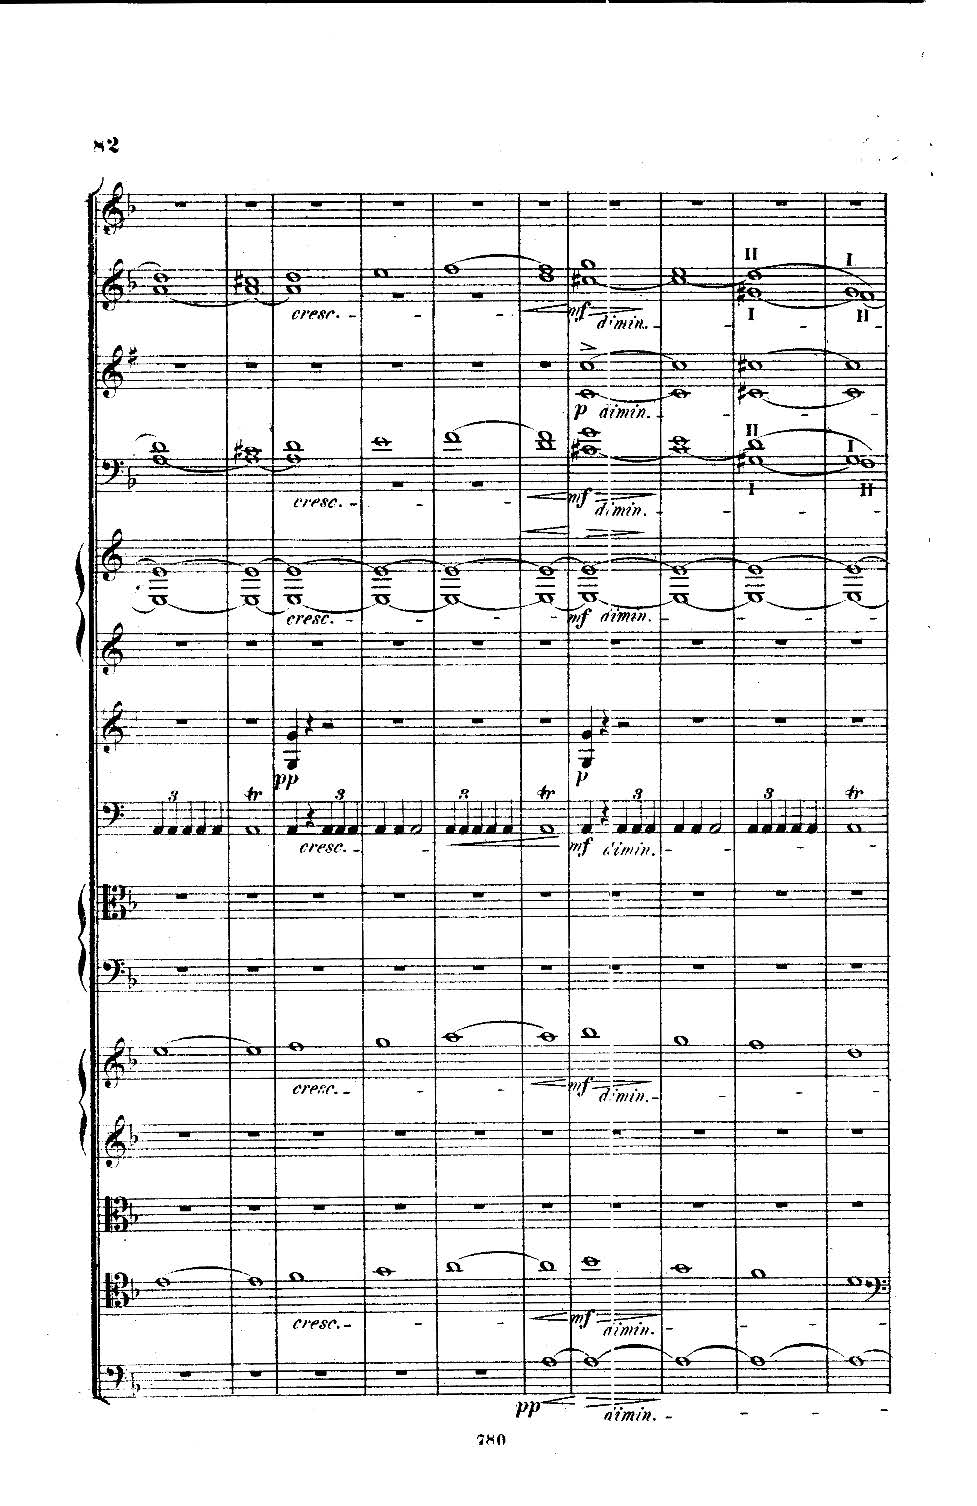 82
II I
cresc. mf dimin. I II
>
p dimin.
II I
cresc. mf dimin. I II
cresc. mf dimin.
pp p
3 tr 3 3 tr 3 3 tr
cresc. mf dimin.
cresc. mf dimin.
cresc. mf dimin.
pp dimin.
780